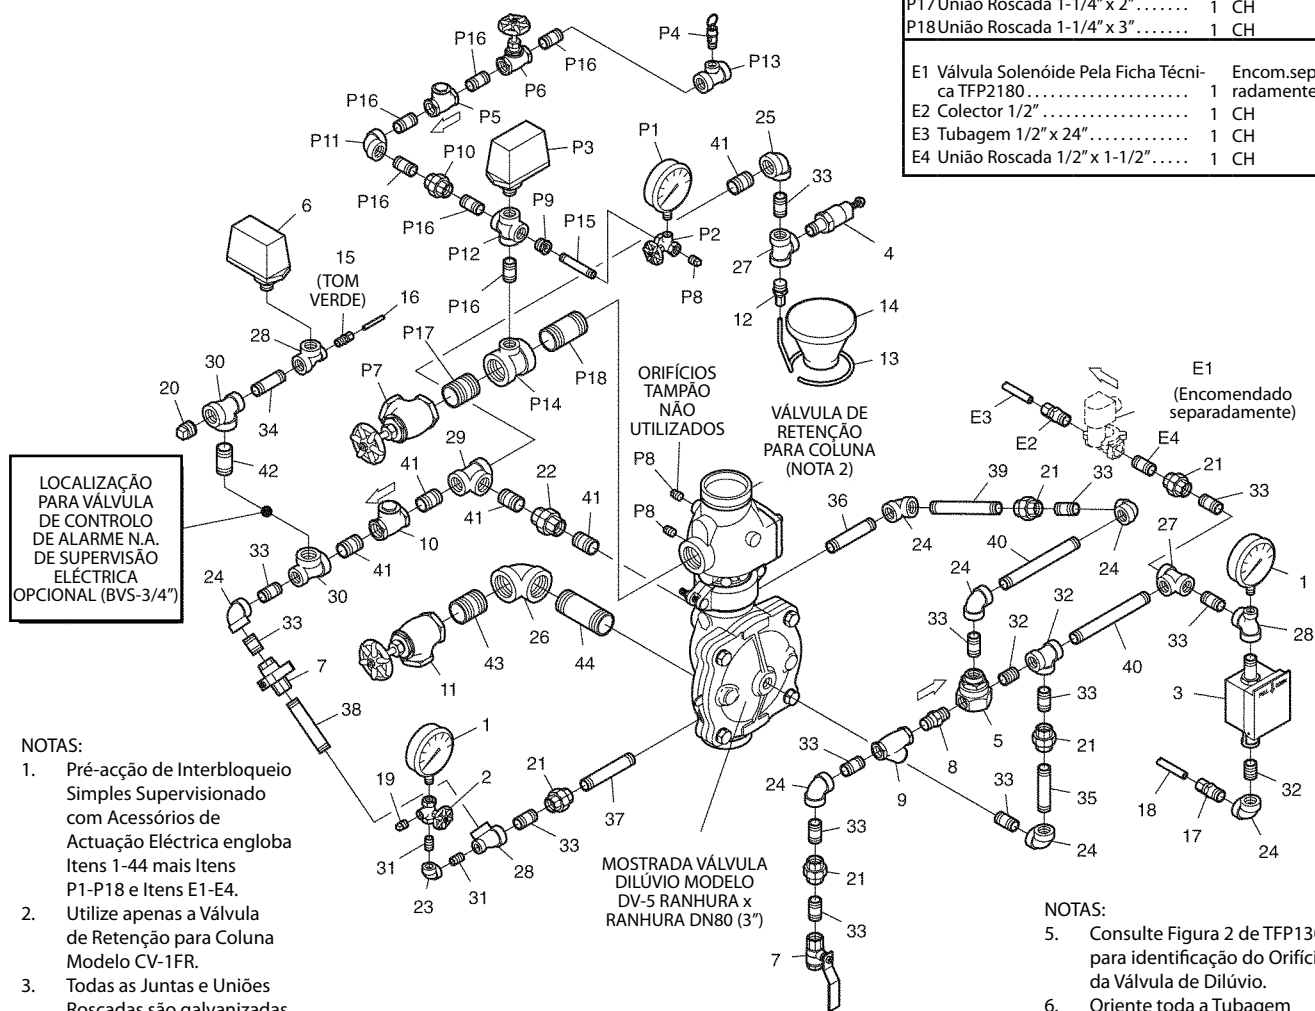 P17 União Roscada 1-1/4” x 2” . . . . . . . 1 CH
P18 União Roscada 1-1/4” x 3” . . . . . . . 1 CH
E1 Válvula Solenóide Pela Ficha Técni-
ca TFP2180 . . . . . . . . . . . . . . . . . . . . 1
E2 Colector 1/2” . . . . . . . . . . . . . . . . . . 1 CH
E3 Tubagem 1/2” x 24” . . . . . . . . . . . . . 1 CH
E4 União Roscada 1/2” x 1-1/2” . . . . . 1 CH
P16
P16
P4
P13
P6
P16
P5
P11
P10
P3
P1
25
41
33
P16
P16
P9
P15
P12
P2
27
4
P8
6
15
(TOM
VERDE)
16
P16
12
14
13
28
P17
P18
30
P7
P14
20
34
ORIFÍCIOS
TAMPÃO
NÃO
UTILIZADOS
VÁLVULA DE
RETENÇÃO
PARA COLUNA
(NOTA 2)
E1
(Encomendado
separadamente)
E3
E2
E4
42
29
41
22
P8
P8
41
41
36
39
21
33
21
33
LOCALIZAÇÃO
PARA VÁLVULA
DE CONTROLO
DE ALARME N.A.
DE SUPERVISÃO
ELÉCTRICA
OPCIONAL (BVS-3/4”)
10
41
33
24
30
24
40
24
27
1
24
33
32
32
33
28
33
26
43
44
11
7
40
38
33
3
5
8
21
1
19
2
21
33
24
9
33
35
18
17
32
24
37
33
28
31
31
23
33
21
33
24
7
MOSTRADA VÁLVULA
DILÚVIO MODELO
DV-5 RANHURA x
RANHURA DN80 (3”)
NOTAS:
1. Pré-acção de Interbloqueio
Simples Supervisionado
com Acessórios de
Actuação Eléctrica engloba
Itens 1-44 mais Itens
P1-P18 e Itens E1-E4.
2. Utilize apenas a Válvula
de Retenção para Coluna
Modelo CV-1FR.
3. Todas as Juntas e Uniões
Roscadas são galvanizadas
NOTAS:
5. Consulte Figura 2 de
para identificação do
da Válvula de Dilúvio.
6. Oriente toda a Tubagem